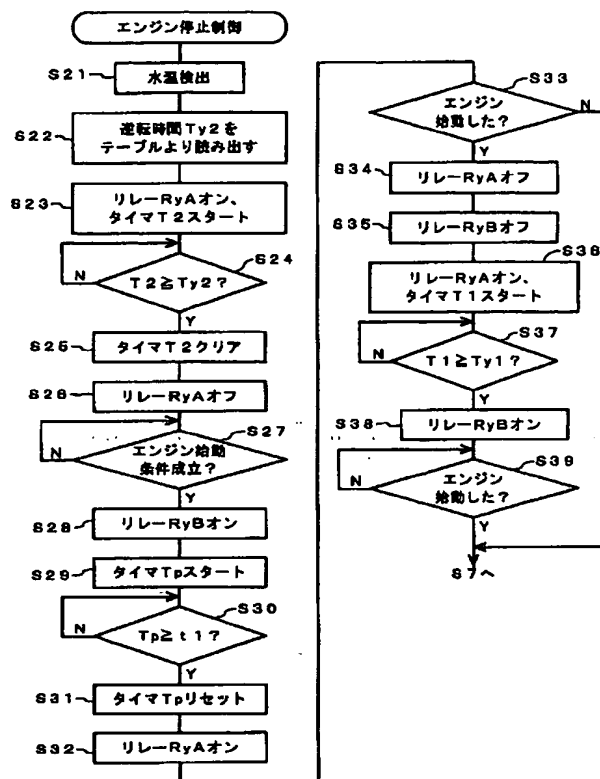 エンジン停止制御
S21
水温検出
S22
逆転時間Ty2を
テーブルより読み出す
S23
リレーRyAオン、
タイマT2スタート
S24
T2≧Ty2?
N
Y
S25
タイマT2クリア
S26
リレーRyAオフ
S27
エンジン始動
条件成立?
N
Y
S28
リレーRyBオン
S29
タイマTpスタート
S30
Tp≧t1?
N
Y
S31
タイマTpリセット
S32
リレーRyAオン
S33
エンジン
始動した?
N
Y
S34
リレーRyAオフ
S35
リレーRyBオフ
S36
リレーRyAオン、
タイマT1スタート
S37
T1≧Ty1?
N
Y
S38
リレーRyBオン
S39
エンジン
始動した?
N
Y
S7へ